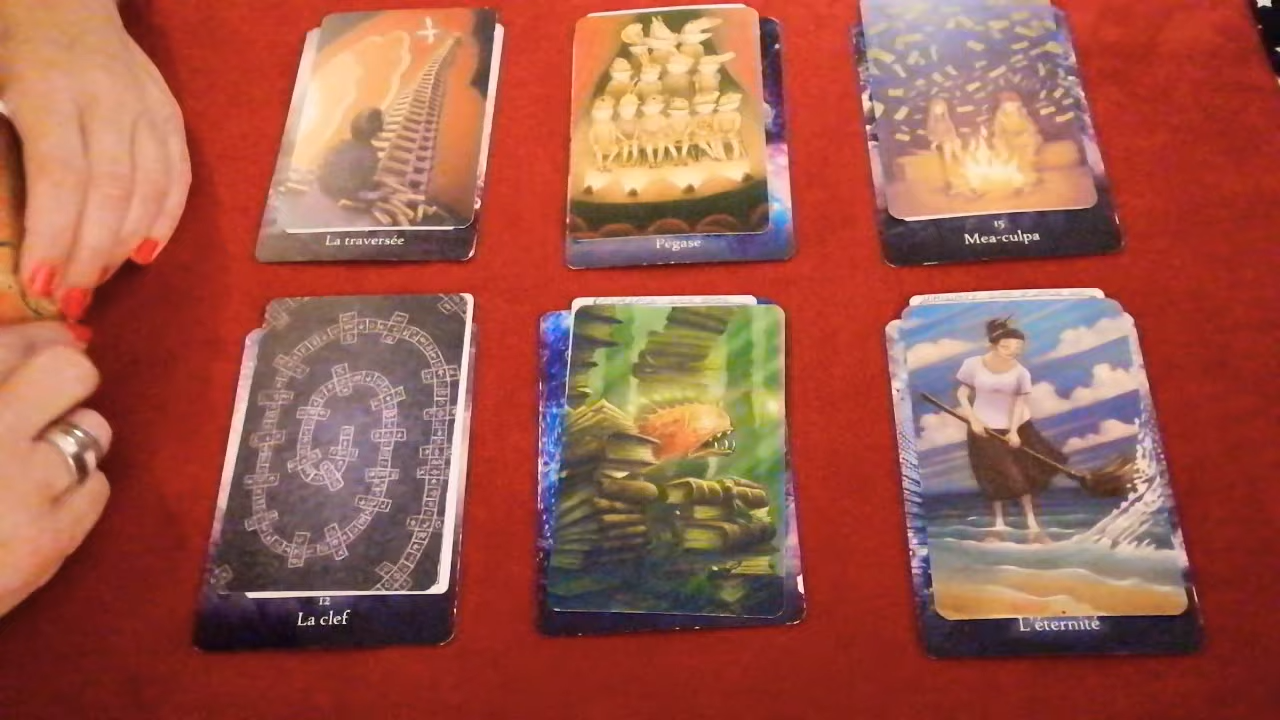 La traversée
Pégase
15
Mea-culpa
12
La clef
L'éternité